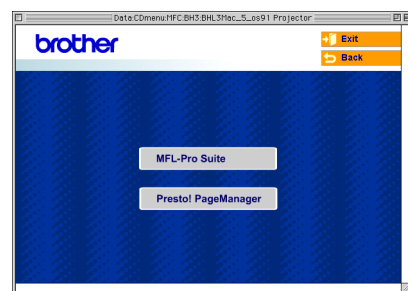 Data:CDmenu:MFC:BH3:BHL3Mac_5_os91 Projector
brother
Exit
Back
MFL-Pro Suite
Presto! PageManager